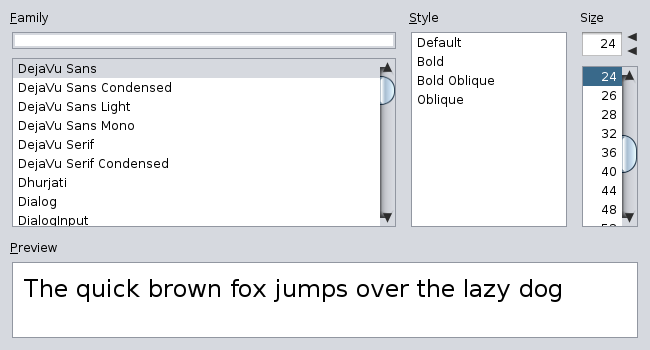 Family
DejaVu Sans
DejaVu Sans Condensed
DejaVu Sans Light
DejaVu Sans Mono
DejaVu Serif
DejaVu Serif Condensed
Dhurjati
Dialog
DialogInput
Style
Default
Bold
Bold Oblique
Oblique
Size
24
24
26
28
32
36
40
44
48
Preview
The quick brown fox jumps over the lazy dog